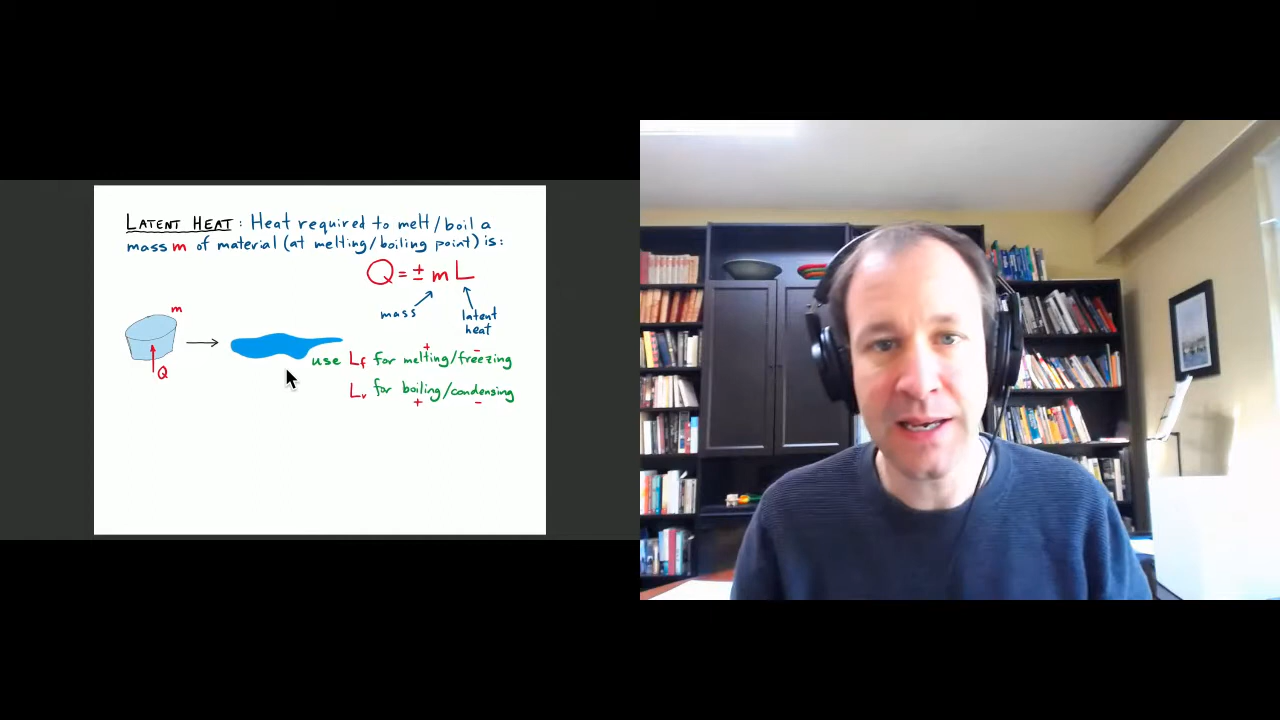 LATENT HEAT: Heat required to melt/boil a
mass m of material (at melting/boiling point) is:
Q = ± m L
mass
latent
heat
m
Q
use Lf for melting/freezing
+ -
Lv for boiling/condensing
+ -